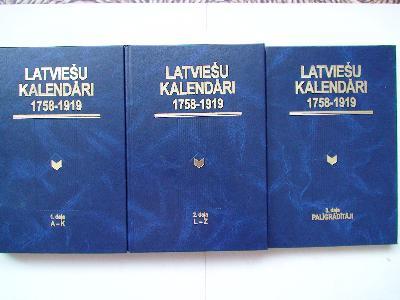 LATVIEŠU
KALENDĀRI
1758-1919
1. daļa
A – K
LATVIEŠU
KALENDĀRI
1758-1919
2. daļa
L – Z
LATVIEŠU
KALENDĀRI
1758-1919
3. daļa
PALĪGRĀDĪTĀJI